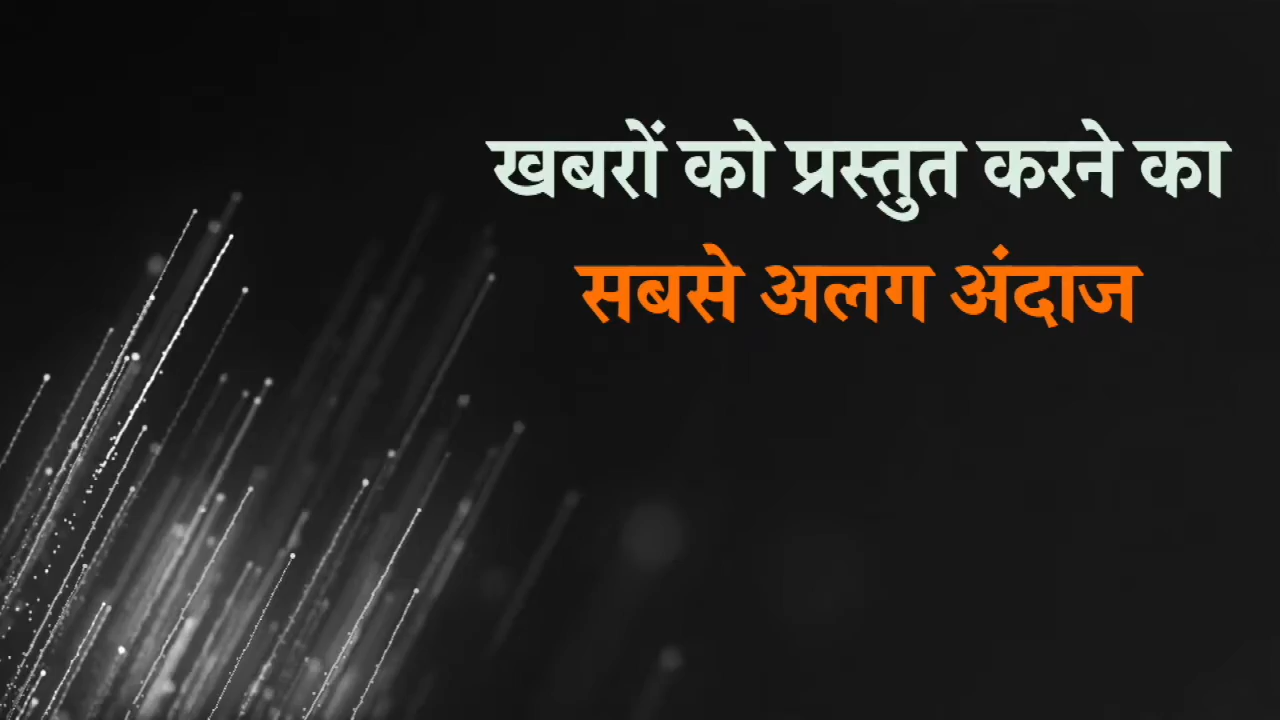 खबरों को प्रस्तुत करने का
सबसे अलग अंदाज